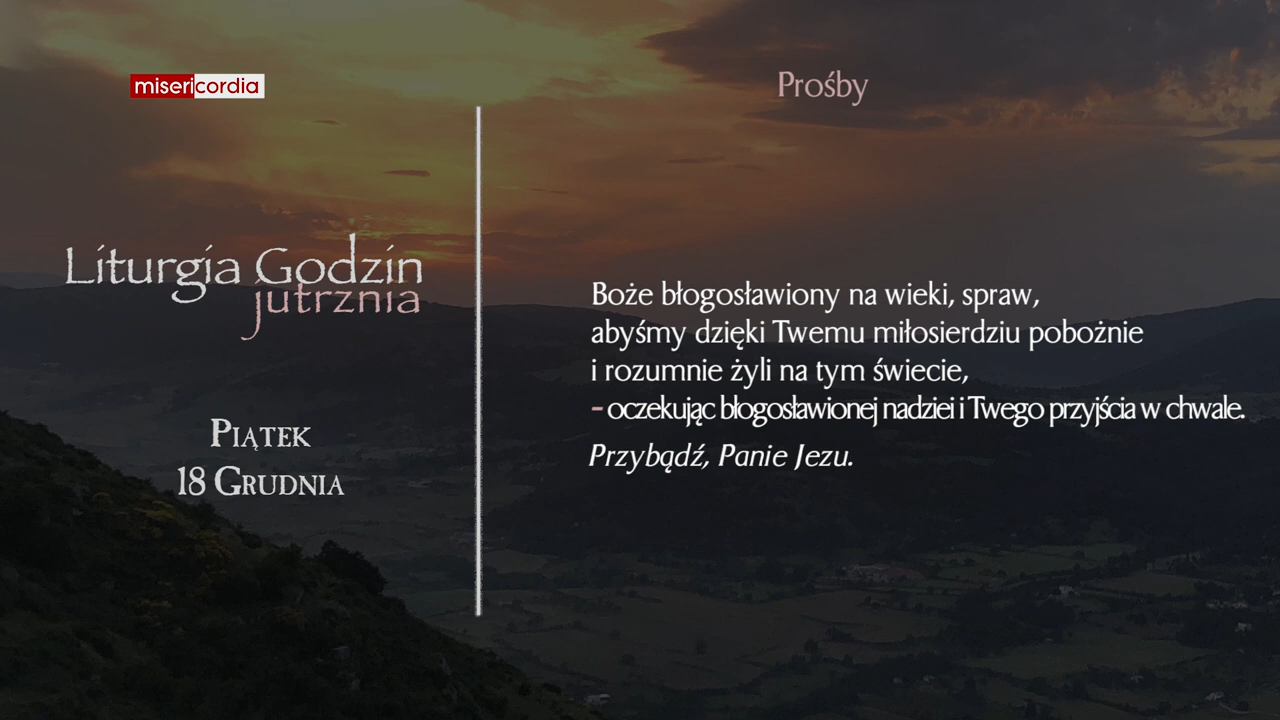 misericordia
Prośby
Liturgia Godzin
jutrznia
Piątek
18 Grudnia
Boże błogosławiony na wieki, spraw,
abyśmy dzięki Twemu miłosierdziu pobożnie
i rozumnie żyli na tym świecie,
- oczekując błogosławionej nadziei i Twego przyjścia w chwale.
Przybądź, Panie Jezu.